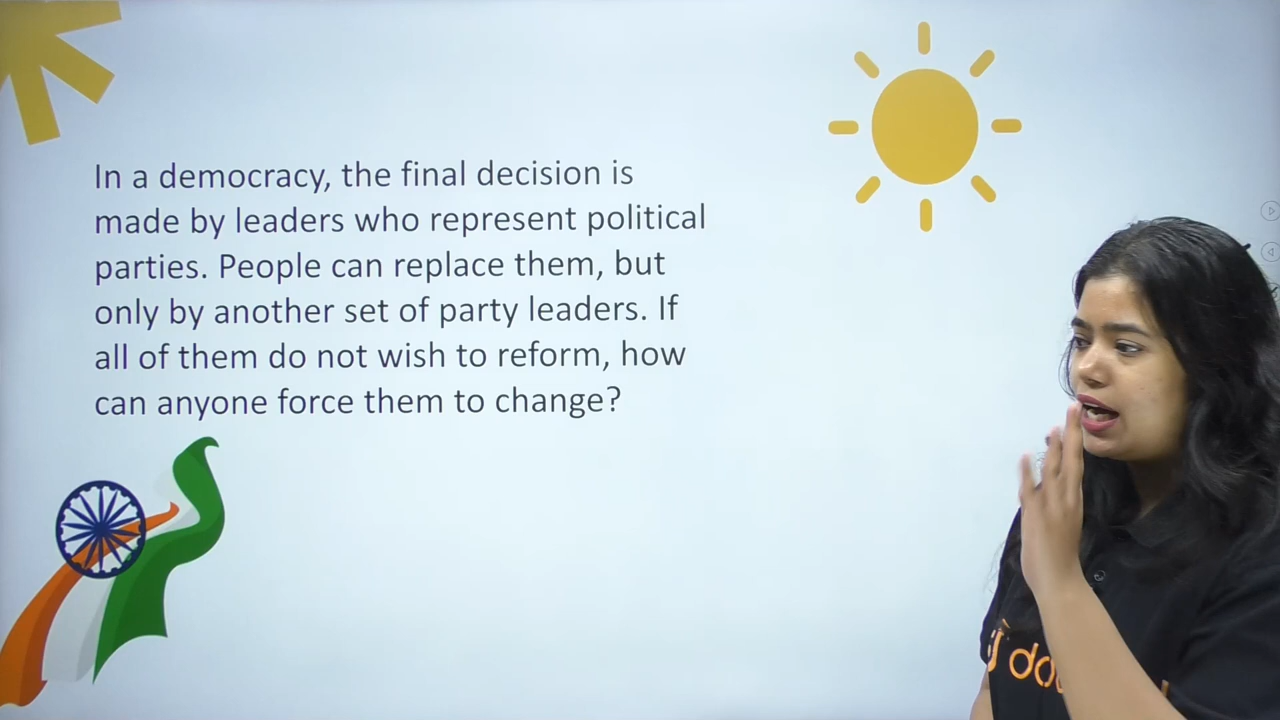 In a democracy, the final decision is
made by leaders who represent political
parties. People can replace them, but
only by another set of party leaders. If
all of them do not wish to reform, how
can anyone force them to change?